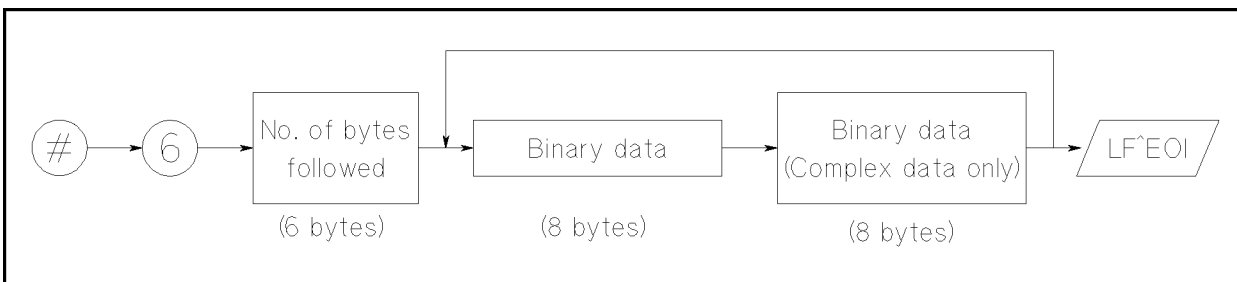 #
6
No. of bytes
followed
(6 bytes)
Binary data
(8 bytes)
Binary data
(Complex data only)
(8 bytes)
LF^EOI